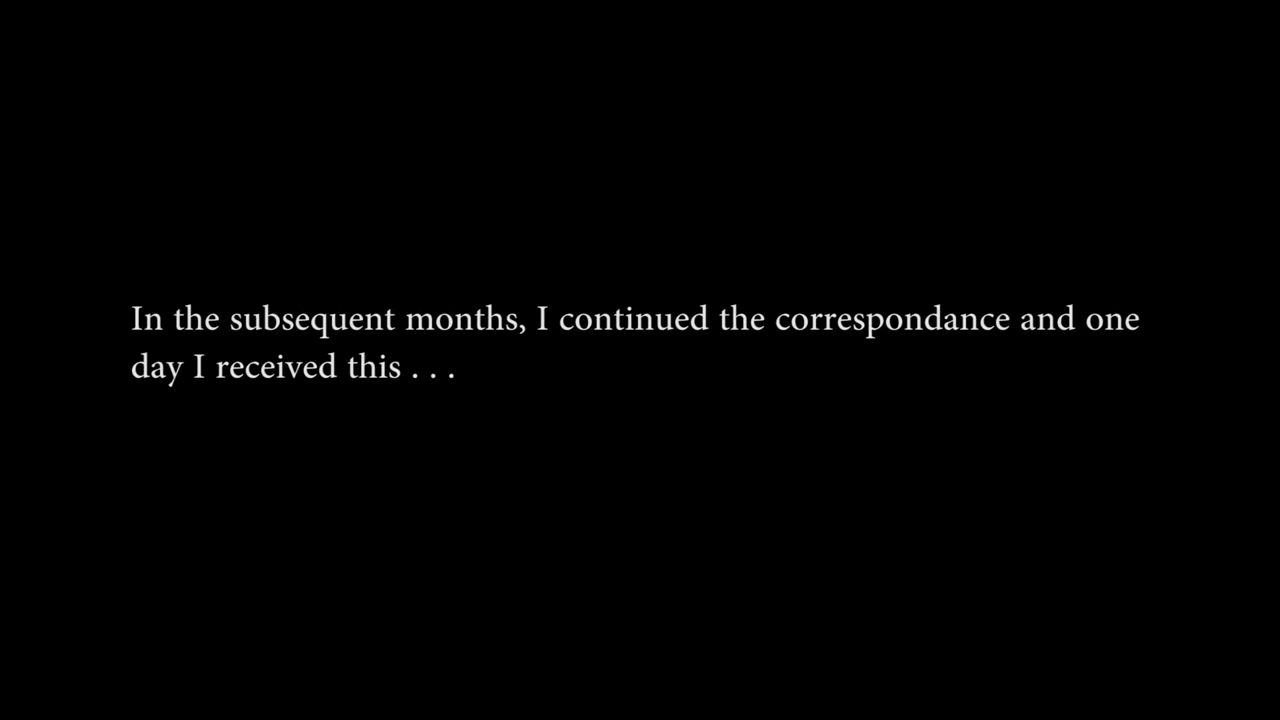 In the subsequent months, I continued the correspondance and one
day I received this . . .